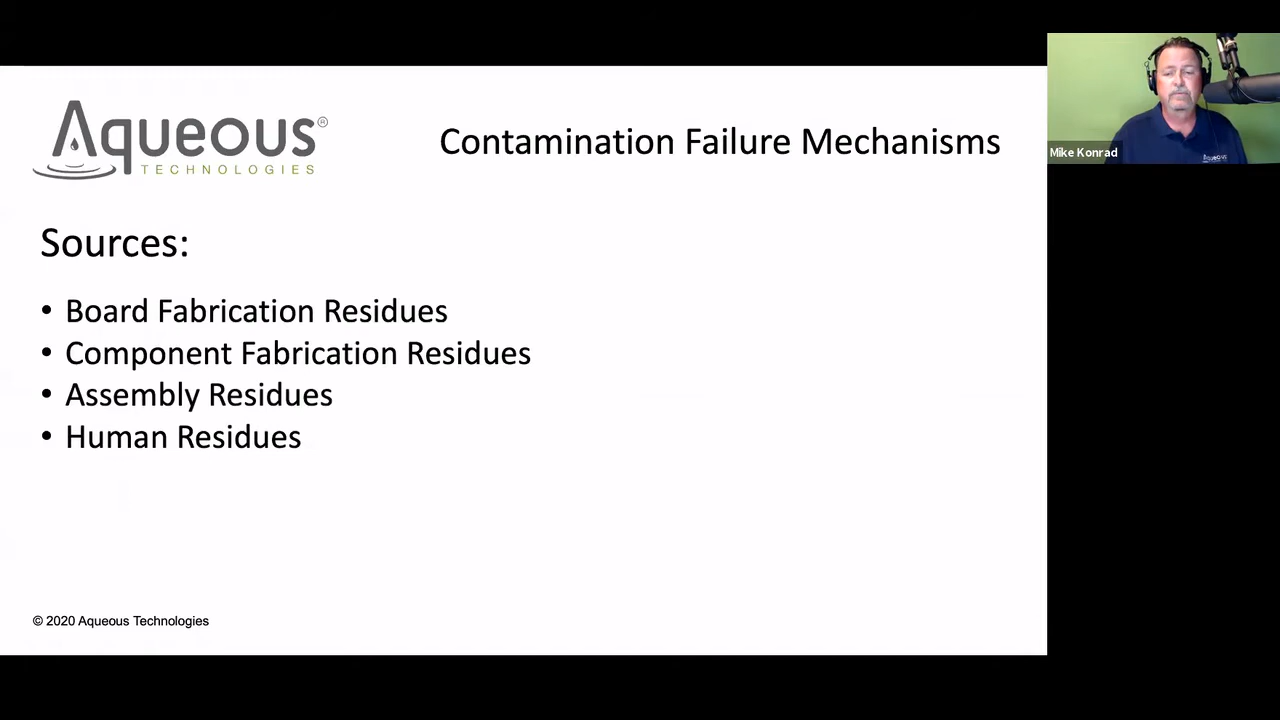 Aqueous®
TECHNOLOGIES
Contamination Failure Mechanisms
Mike Konrad
Aqueous
Sources:
• Board Fabrication Residues
• Component Fabrication Residues
• Assembly Residues
• Human Residues
© 2020 Aqueous Technologies